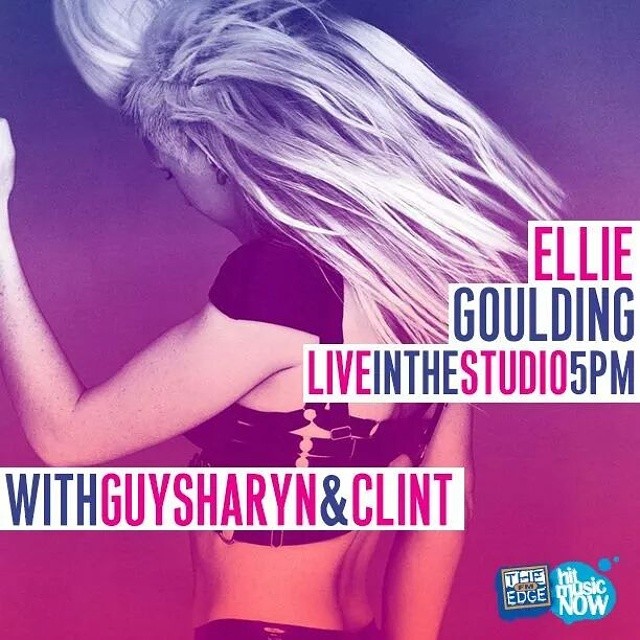 ELLIE
GOULDING
LIVEINTHESTUDIO5PM
WITHGUYSHARYN&CLINT
THE
FM
EDGE
hit
music
NOW